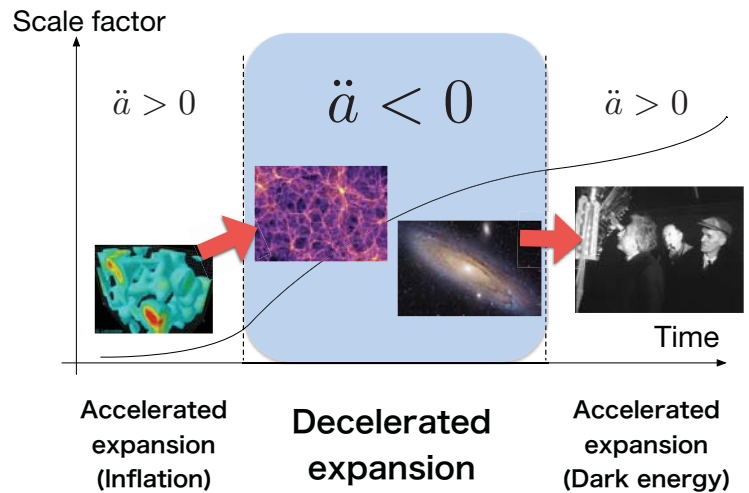 Scale factor
ä > 0
ä < 0
ä > 0
Time
Accelerated
expansion
(Inflation)
Decelerated
expansion
Accelerated
expansion
(Dark energy)